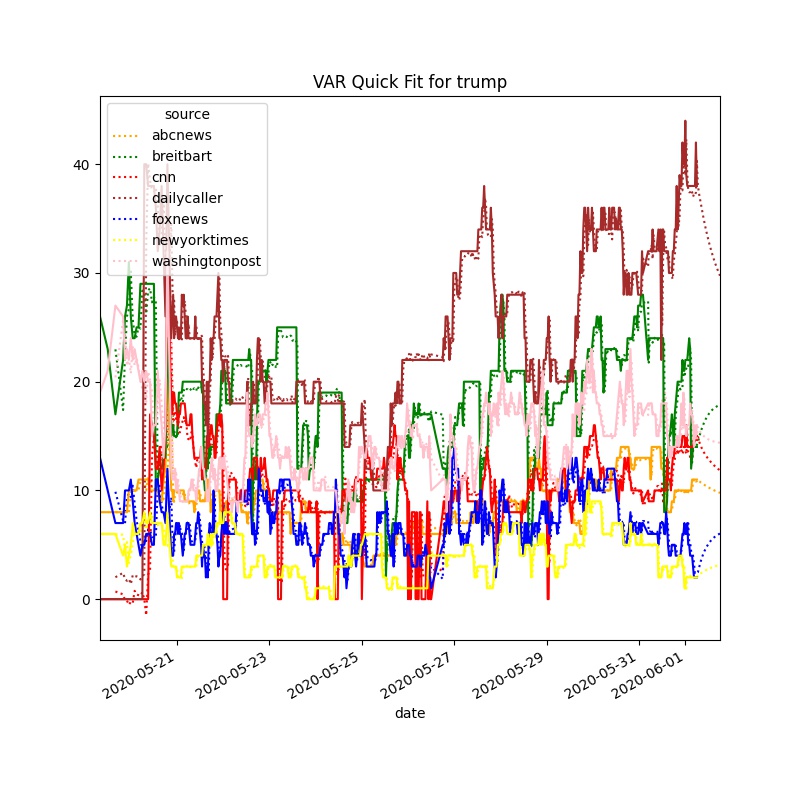 VAR Quick Fit for trump
source
abcnews
breitbart
cnn
dailycaller
foxnews
newyorktimes
washingtonpost
40
30
20
10
0
2020-05-21
2020-05-23
2020-05-25
2020-05-27
2020-05-29
2020-05-31
2020-06-01
date